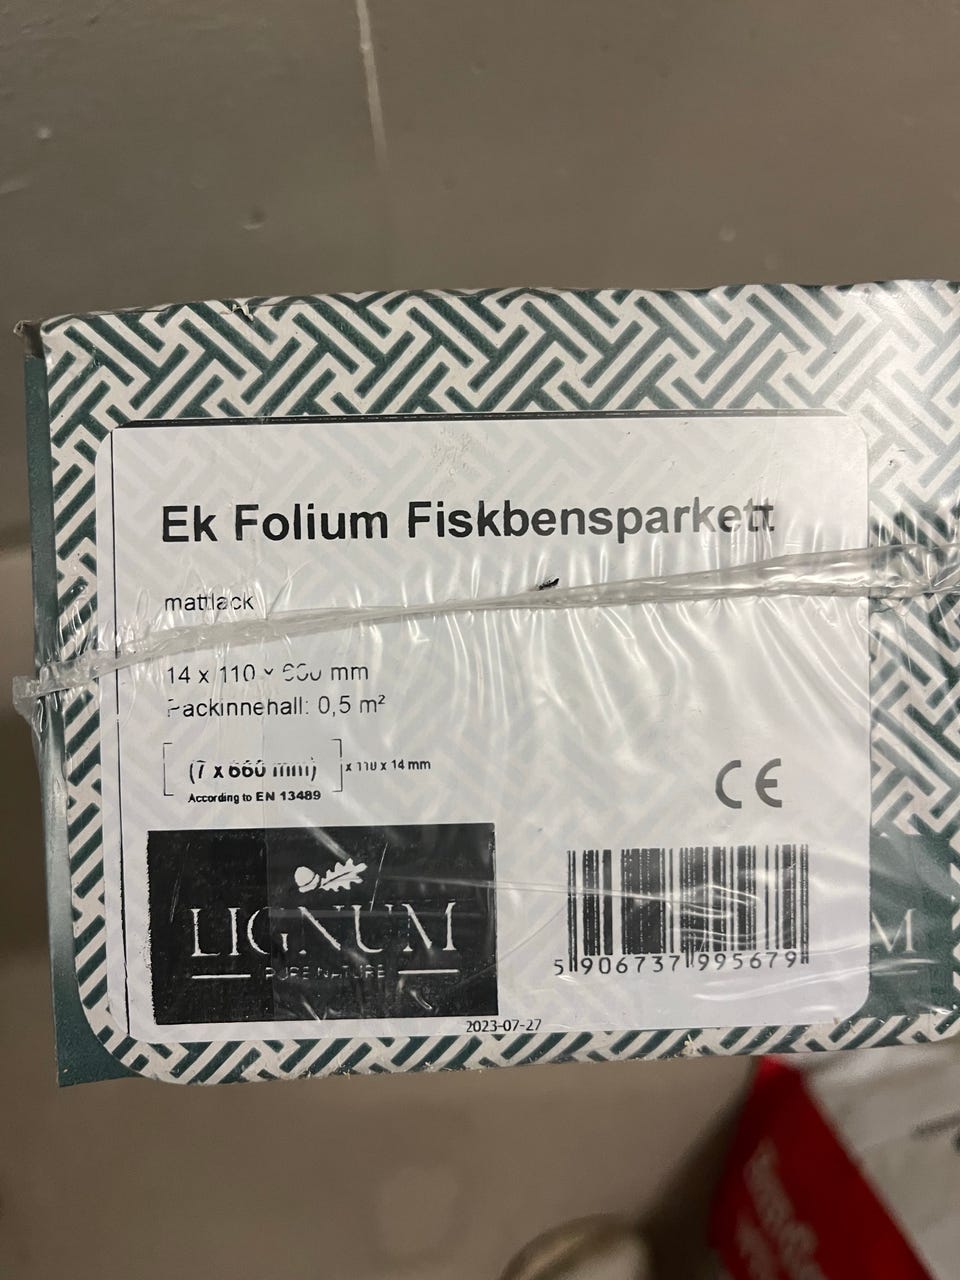 Ek Folium Fiskbensparkett
mattlack
14 x 110 x 660 mm
Packinnehall: 0,5 m²
(7 x 660 mm) x 110 x 14 mm
According to EN 13489
CE
LIGNUM
PURE NATURE
5 906737 995679
2023-07-27
M